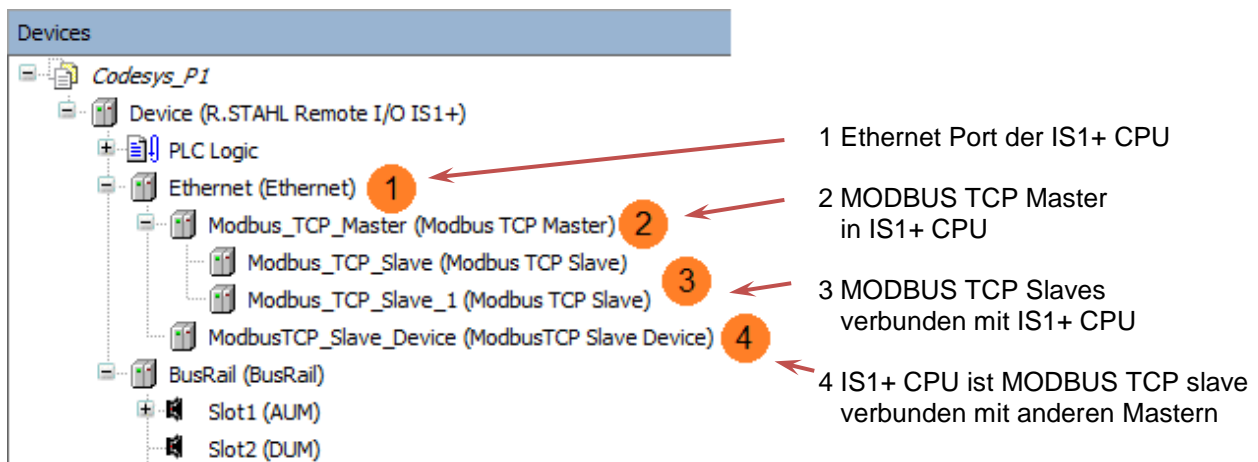 Devices
Codesys_P1
Device (R.STAHL Remote I/O IS1+)
PLC Logic
Ethernet (Ethernet) 1
Modbus_TCP_Master (Modbus TCP Master) 2
Modbus_TCP_Slave (Modbus TCP Slave)
3
Modbus_TCP_Slave_1 (Modbus TCP Slave)
ModbusTCP_Slave_Device (ModbusTCP Slave Device) 4
BusRail (BusRail)
Slot1 (AUM)
Slot2 (DUM)
1 Ethernet Port der IS1+ CPU
2 MODBUS TCP Master
in IS1+ CPU
3 MODBUS TCP Slaves
verbunden mit IS1+ CPU
4 IS1+ CPU ist MODBUS TCP slave
verbunden mit anderen Mastern